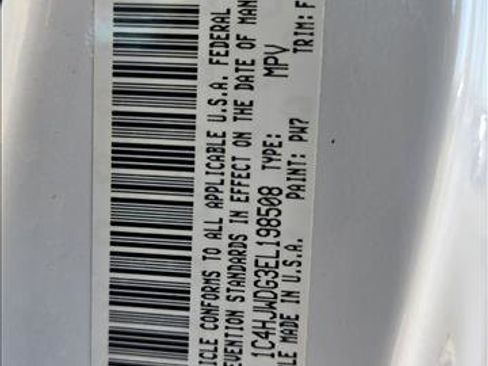 ICLE CONFORMS TO ALL APPLICABLE U.S.A. FEDERAL
EVENTION STANDARDS IN EFFECT ON THE DATE OF MAN
1C4HJWDG3EL198508 TYPE: MPV
LE MADE IN U.S.A. PAINT: PW7 TRIM: F